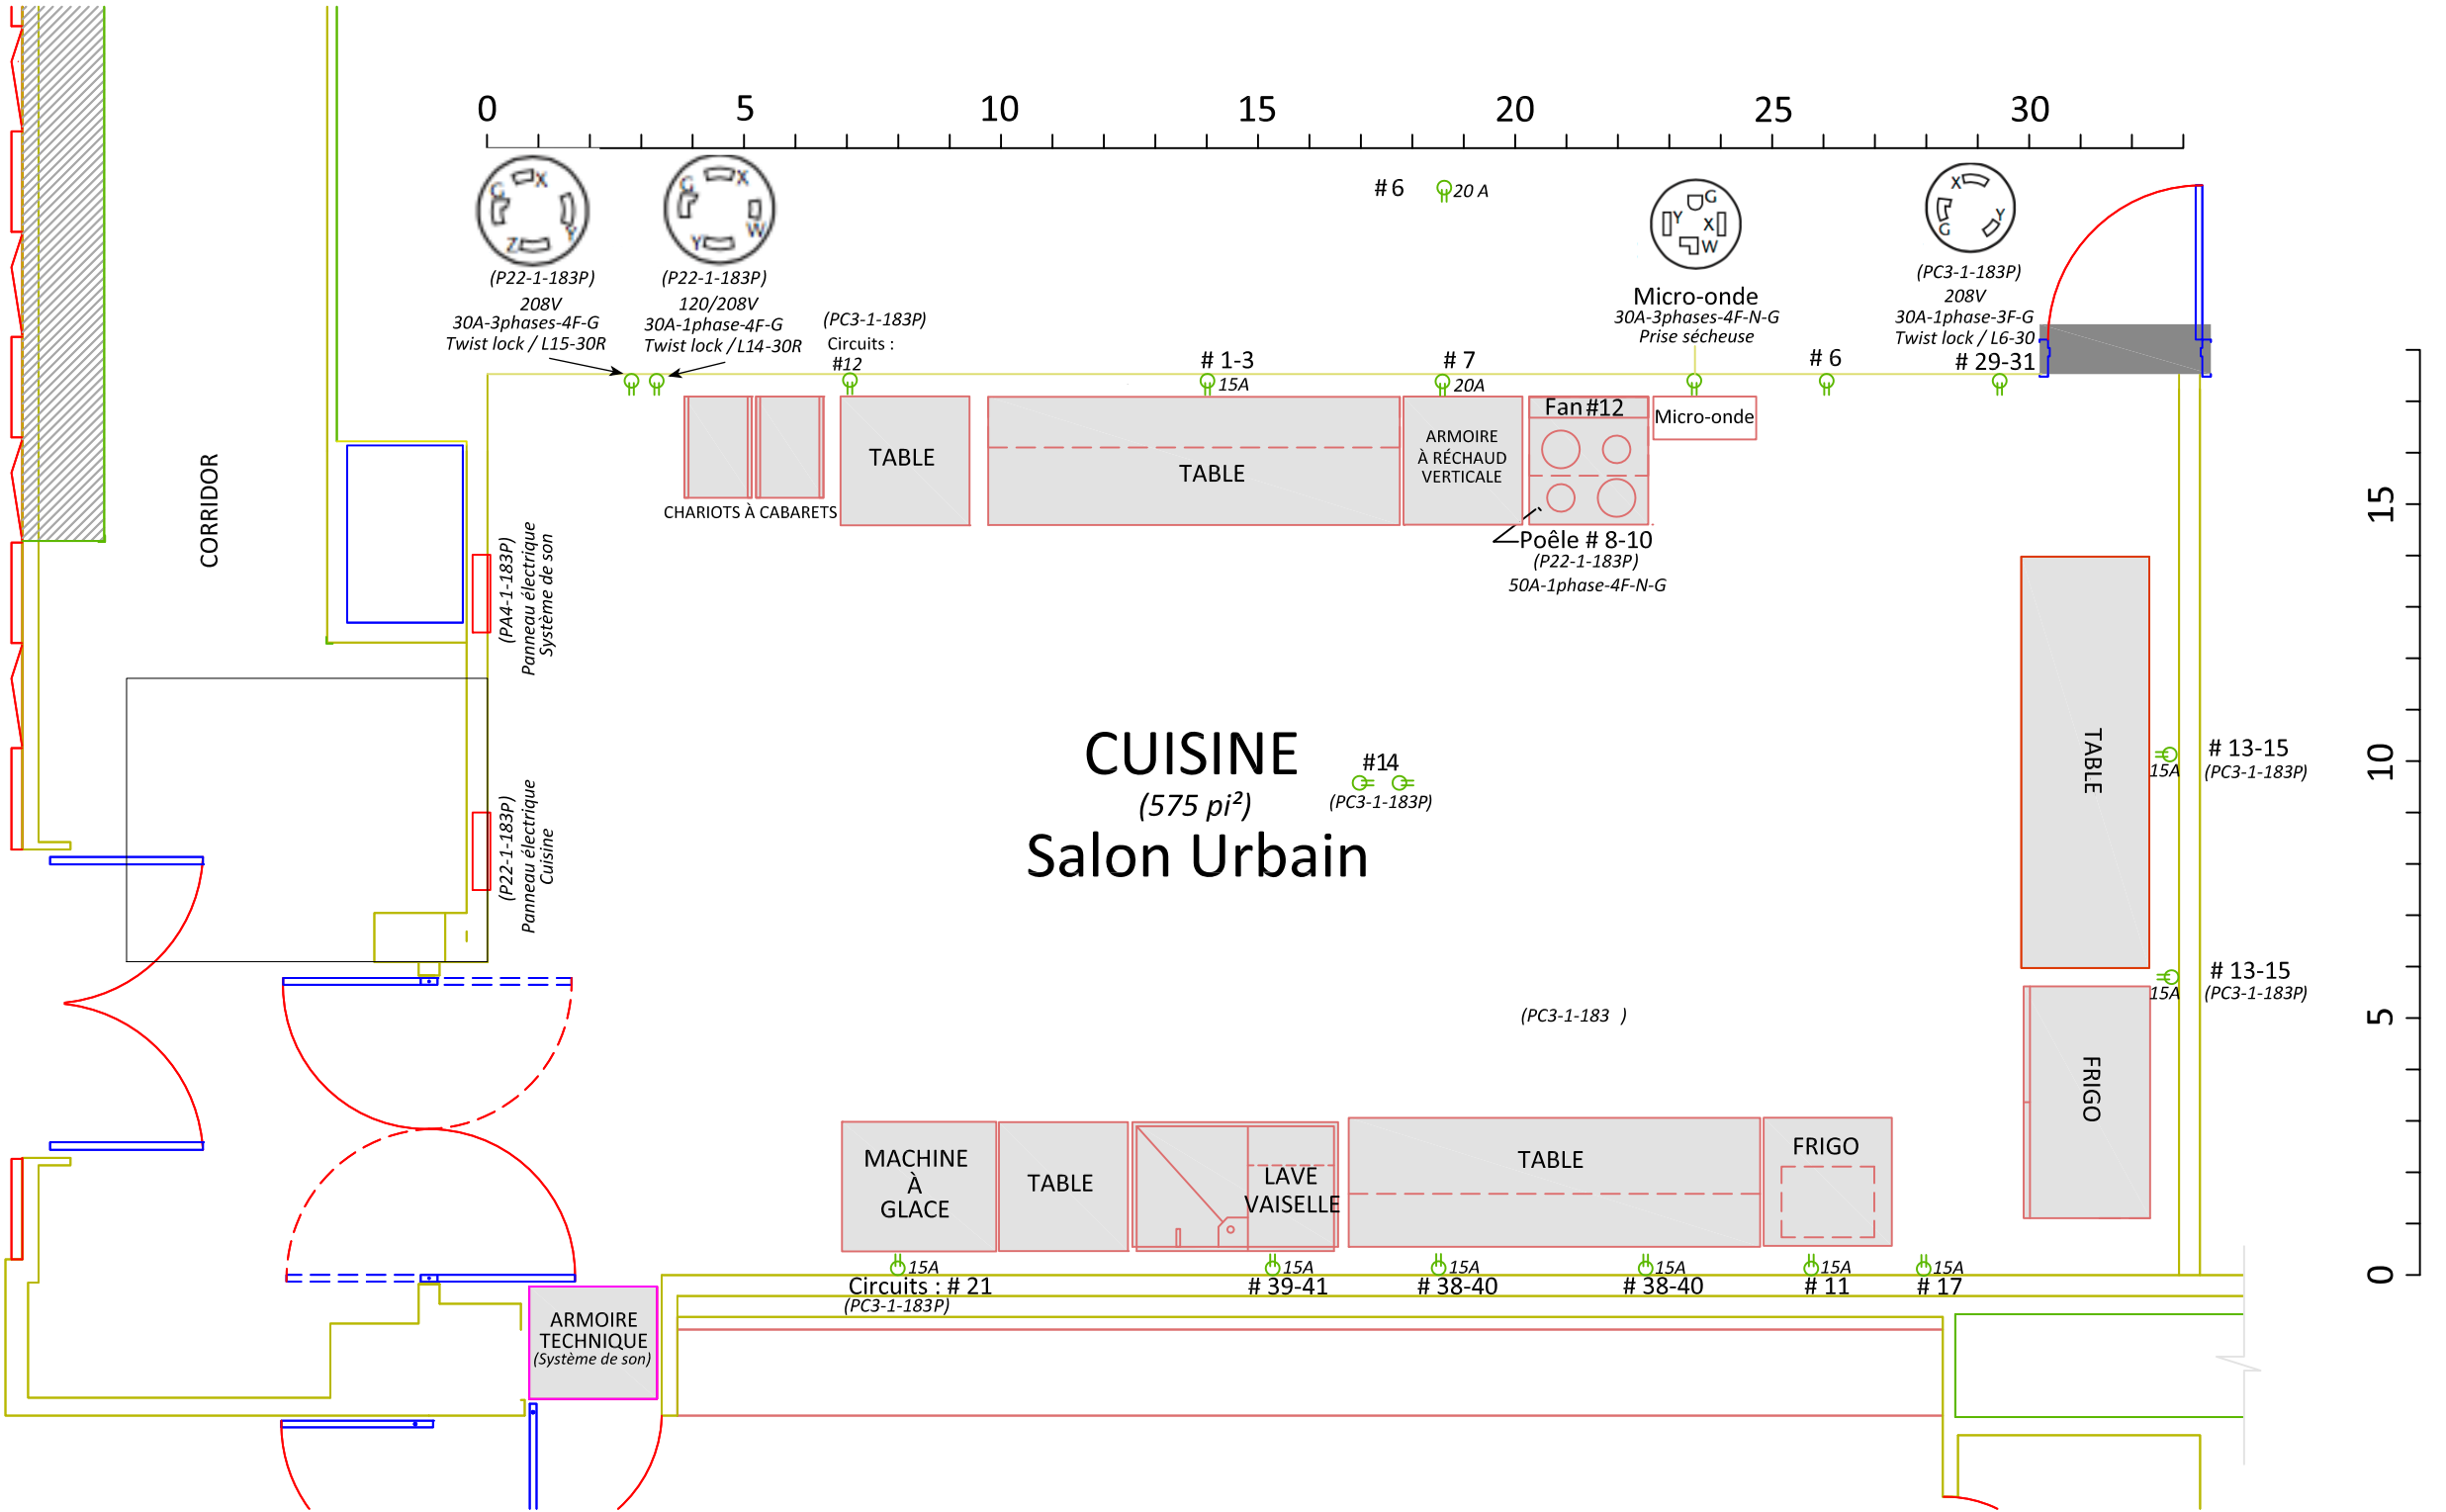 0 5 10 15 20 25 30
G X Y Z
G X W Y
# 6 20 A
G Y X W
X Y G
(P22-1-183P)
208V
30A-3phases-4F-G
Twist lock / L15-30R
(P22-1-183P)
120/208V
30A-1phase-4F-G
Twist lock / L14-30R
(PC3-1-183P)
Circuits :
#12
# 1-3
15A
# 7
20A
Micro-onde
30A-3phases-4F-N-G
Prise sécheuse
# 6
(PC3-1-183P)
208V
30A-1phase-3F-G
Twist lock / L6-30
# 29-31
CHARIOTS À CABARETS
TABLE
TABLE
ARMOIRE
À RÉCHAUD
VERTICALE
Fan #12
Micro-onde
Poêle # 8-10
(P22-1-183P)
50A-1phase-4F-N-G
CORRIDOR
(PA4-1-183P)
Panneau électrique
Système de son
(P22-1-183P)
Panneau électrique
Cuisine
CUISINE
(575 pi²)
Salon Urbain
#14
(PC3-1-183P)
TABLE
# 13-15
15A
(PC3-1-183P)
# 13-15
15A
(PC3-1-183P)
FRIGO
15
10
5
0
(PC3-1-183 )
MACHINE
À
GLACE
TABLE
LAVE
VAISELLE
TABLE
FRIGO
15A
Circuits : # 21
(PC3-1-183P)
15A
# 39-41
15A
# 38-40
15A
# 38-40
15A
# 11
15A
# 17
ARMOIRE
TECHNIQUE
(Système de son)